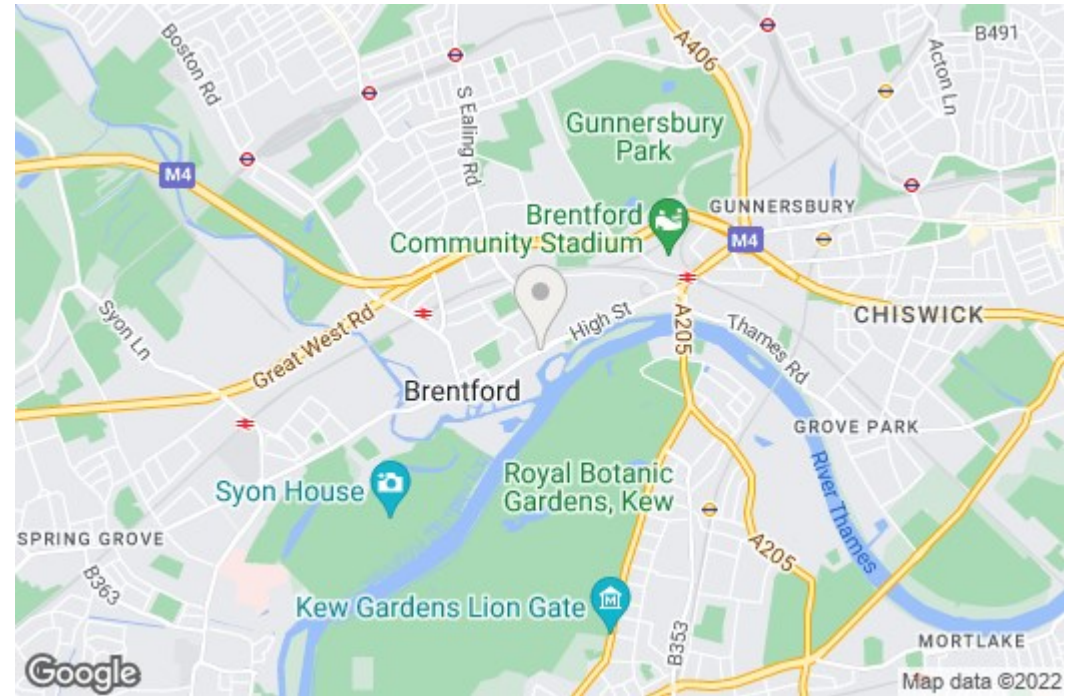 B491
Boston Rd
A406
Acton Ln
S Ealing Rd
Gunnersbury
Park
M4
GUNNERSBURY
Brentford
Community Stadium
M4
Syon Ln
Great West Rd
High St
A205
Thames Rd
CHISWICK
Brentford
GROVE PARK
Syon House
Royal Botanic
Gardens, Kew
River Thames
SPRING GROVE
A205
B363
Kew Gardens Lion Gate
B353
MORTLAKE
Google
Map data ©2022